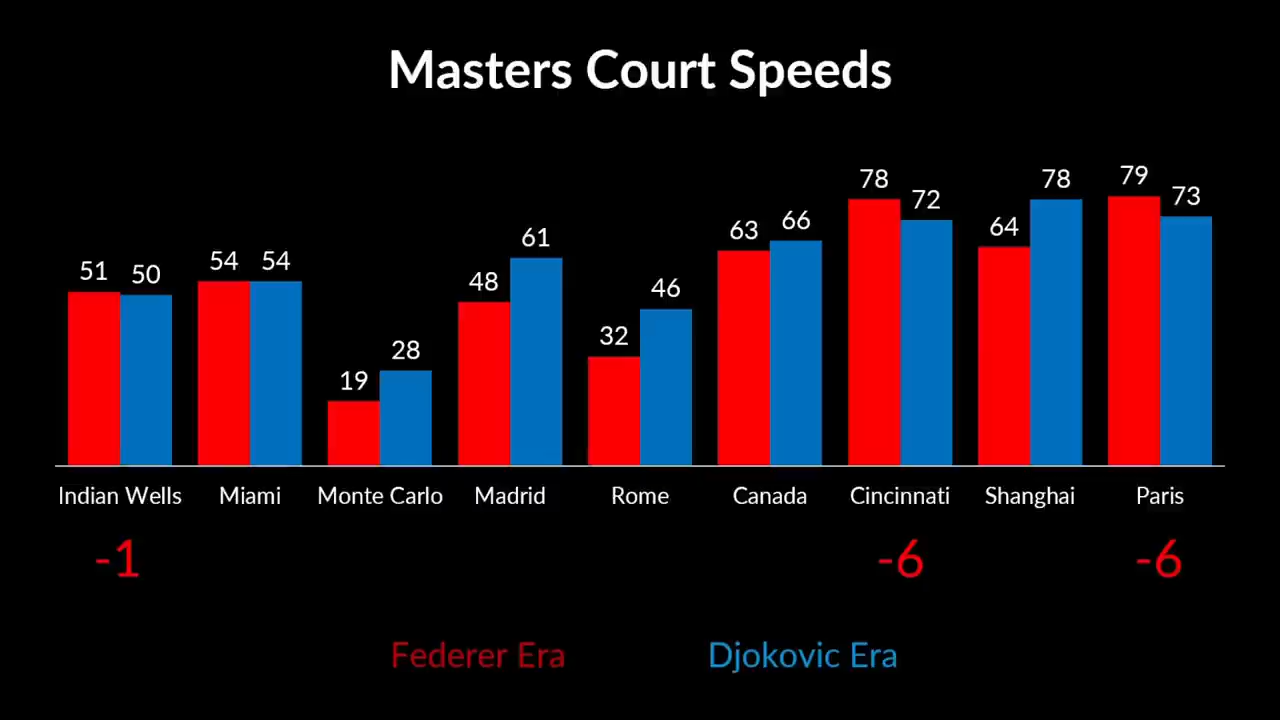 Masters Court Speeds
51 50 54 54 19 28 48 61 32 46 63 66 78 72 64 78 79 73
Indian Wells Miami Monte Carlo Madrid Rome Canada Cincinnati Shanghai Paris
-1 -6 -6
Federer Era Djokovic Era